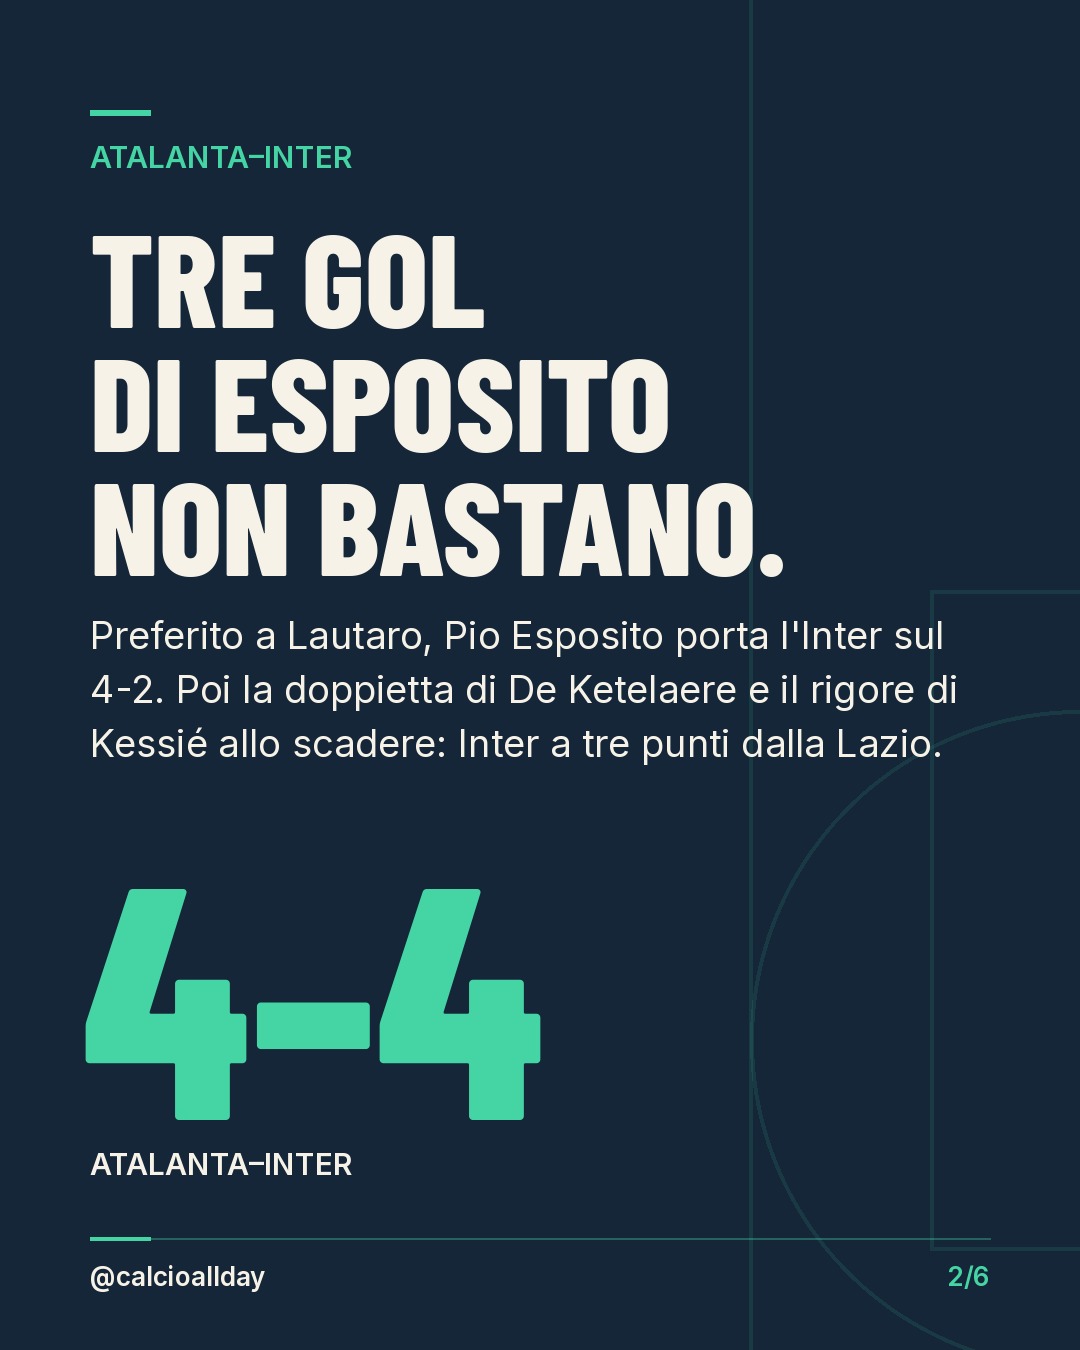 ATALANTA–INTER
TRE GOL
DI ESPOSITO
NON BASTANO.
Preferito a Lautaro, Pio Esposito porta l'Inter sul
4-2. Poi la doppietta di De Ketelaere e il rigore di
Kessié allo scadere: Inter a tre punti dalla Lazio.
4–4
ATALANTA–INTER
@calcioallday
2/6